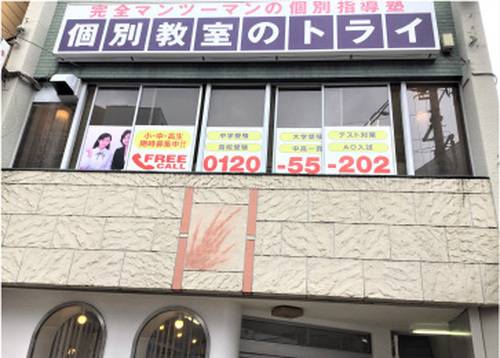 完全マンツーマンの個別指導塾
個別教室のトライ
小・中・高生
随時募集中!!
FREE
CALL
中学受験
高校受験
0120
大学受験
中高一貫
-55
テスト対策
AO入試
-202